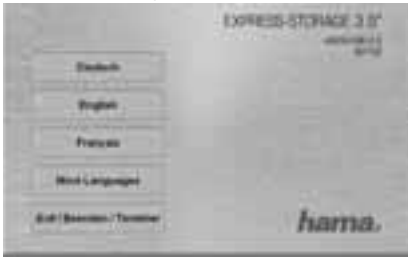 EXPRESS-STORAGE 3.5"
Deutsch
English
Français
More Languages
Exit / Beenden / Terminer
hama.